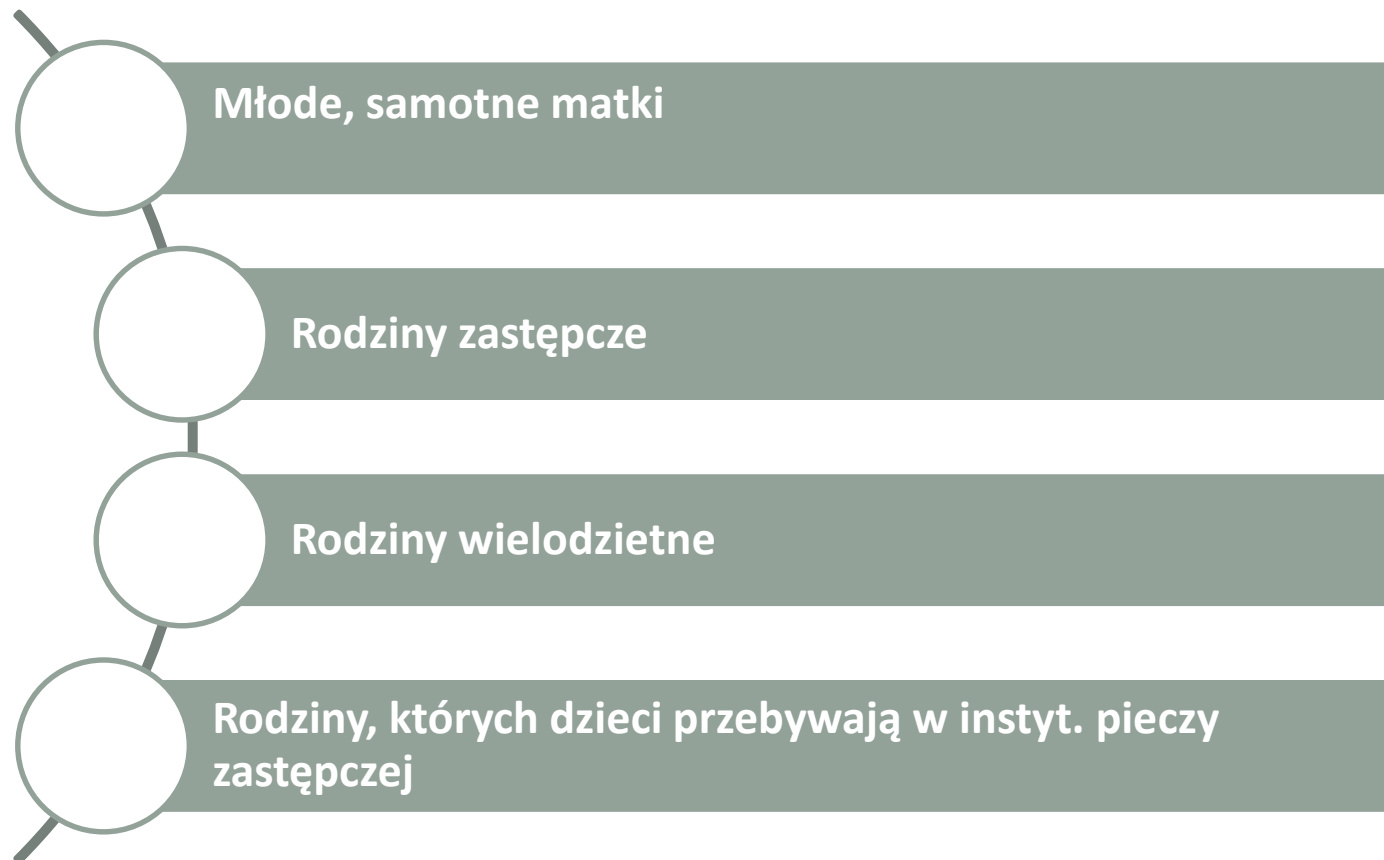 Młode, samotne matki
Rodziny zastępcze
Rodziny wielodzietne
Rodziny, których dzieci przebywają w instyt. pieczy
zastępczej